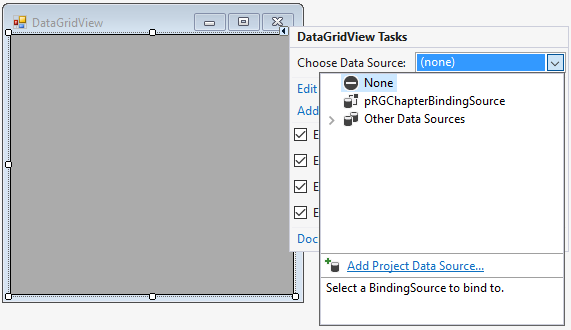 DataGridView
DataGridView Tasks
Choose Data Source: (none)
None
pRGChapterBindingSource
Other Data Sources
Edit
Add
E
E
E
E
Doc
Add Project Data Source...
Select a BindingSource to bind to.